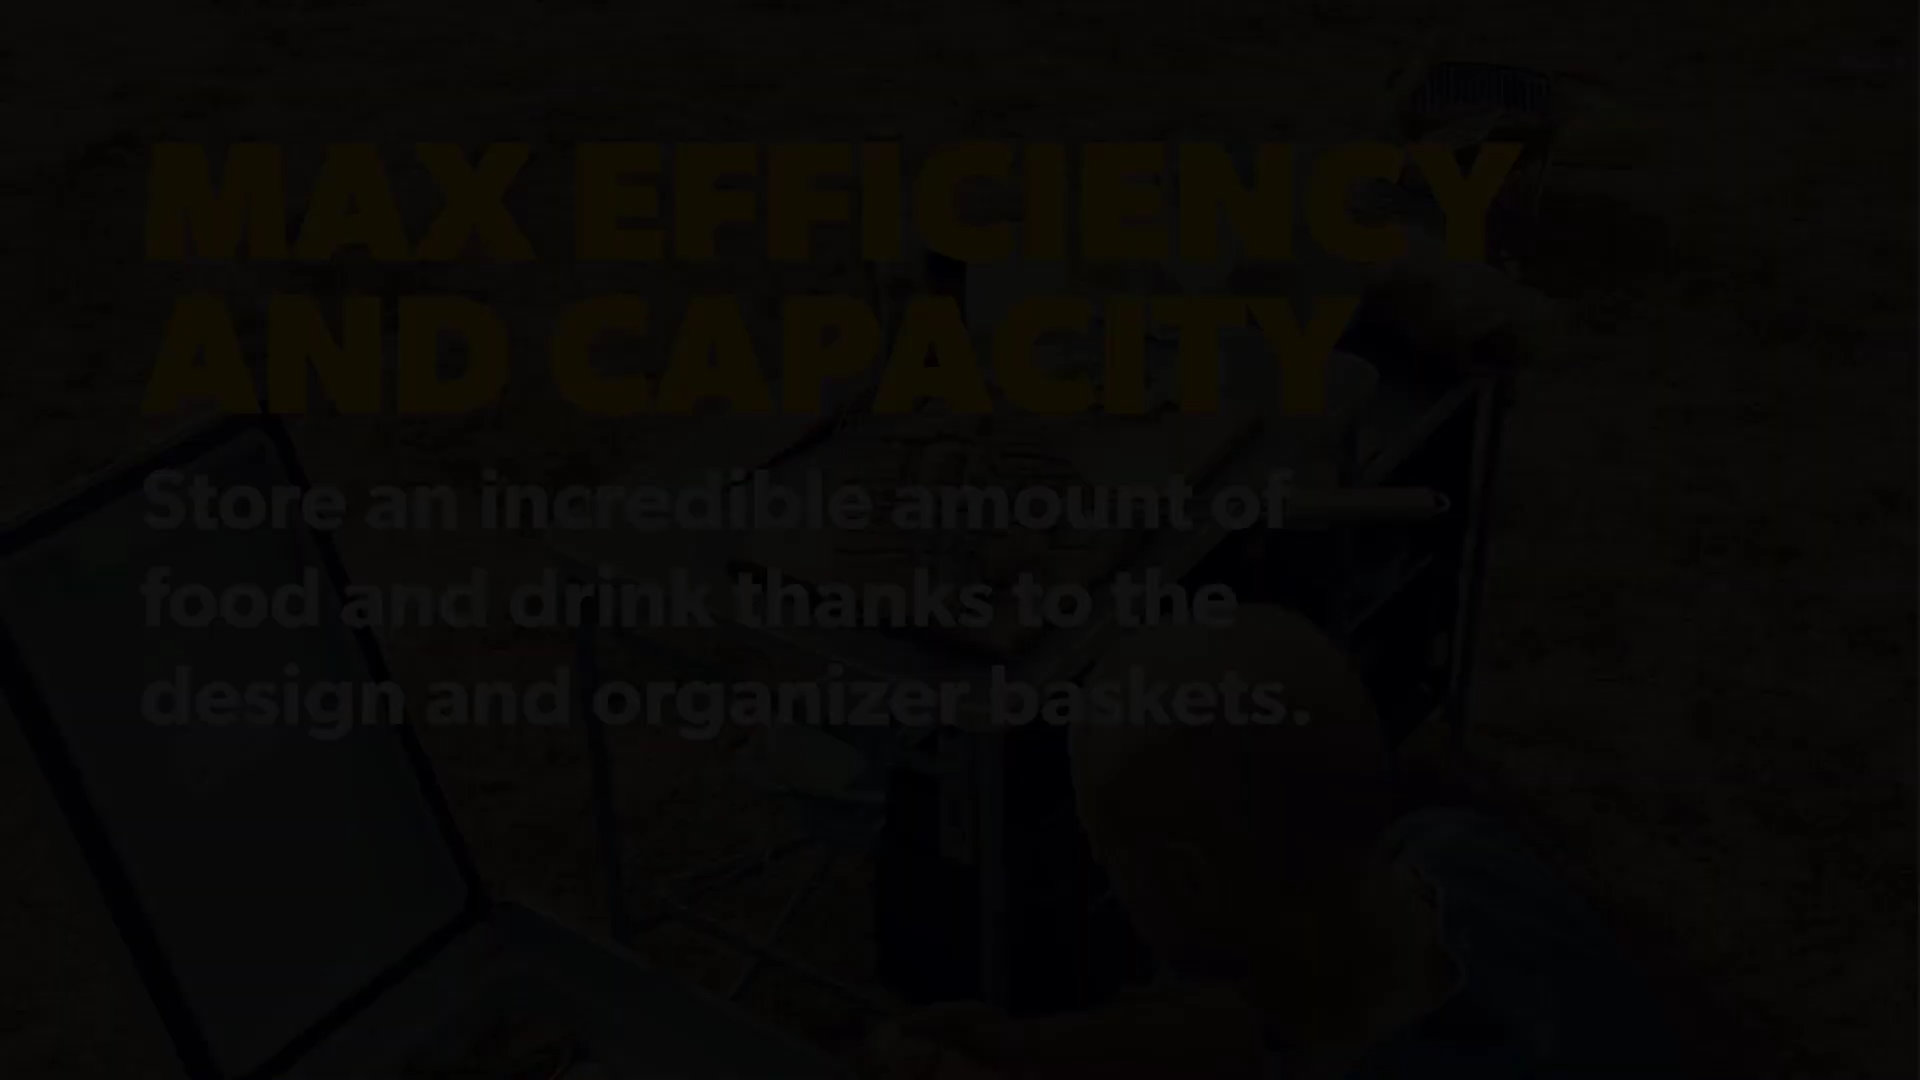 MAX EFFICIENCY
AND CAPACITY
Store an incredible amount of
food and drink thanks to the
design and organizer baskets.